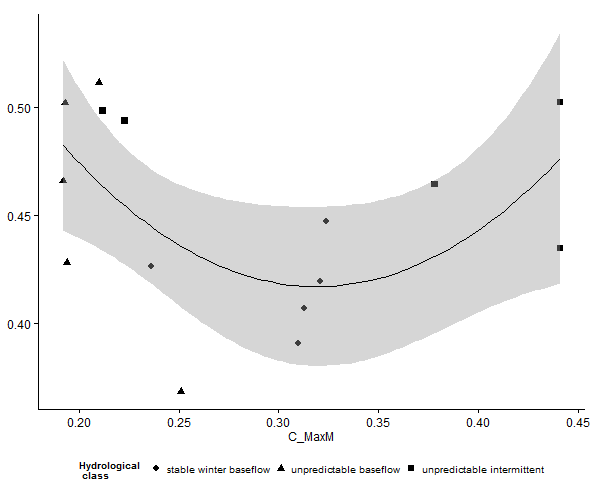 0.50
0.45
0.40
0.20 0.25 0.30 0.35 0.40 0.45
C_MaxM
Hydrological
class
stable winter baseflow unpredictable baseflow unpredictable intermittent